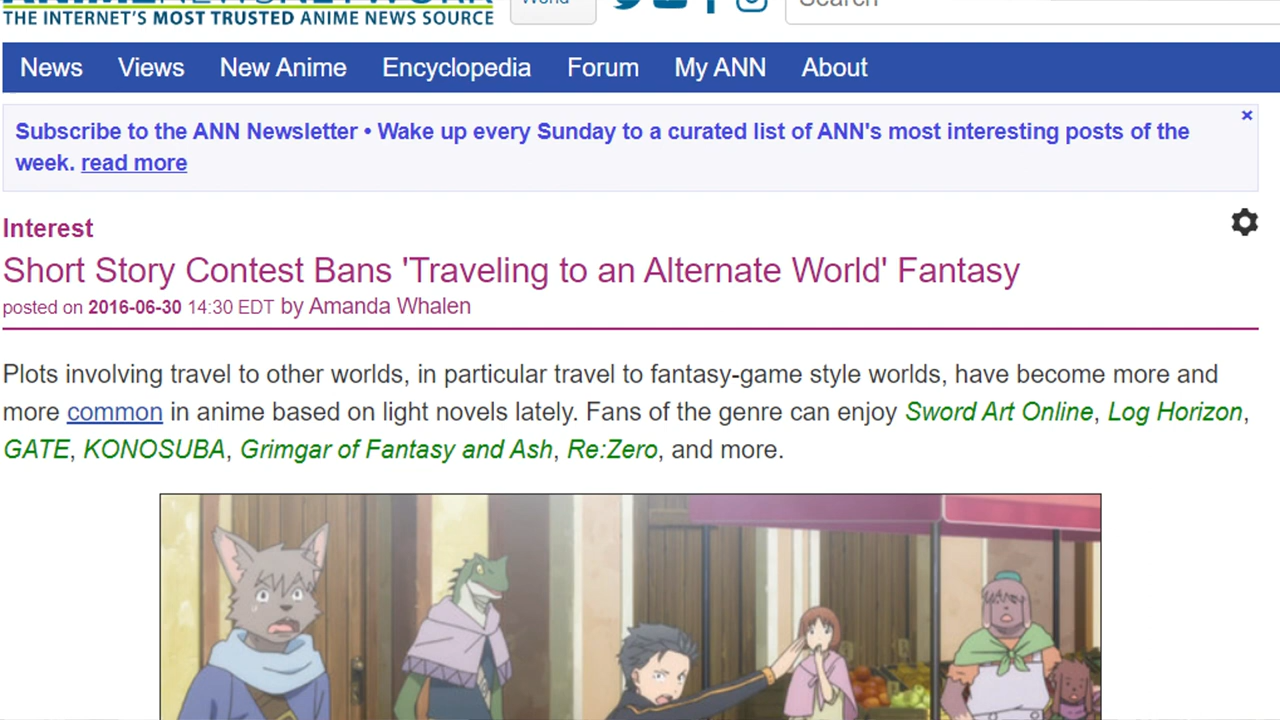 ANIMENEWSNETWORK
THE INTERNET'S MOST TRUSTED ANIME NEWS SOURCE
World
Search
News Views New Anime Encyclopedia Forum My ANN About
Subscribe to the ANN Newsletter • Wake up every Sunday to a curated list of ANN's most interesting posts of the
week. read more
×
Interest
Short Story Contest Bans 'Traveling to an Alternate World' Fantasy
posted on 2016-06-30 14:30 EDT by Amanda Whalen
Plots involving travel to other worlds, in particular travel to fantasy-game style worlds, have become more and
more common in anime based on light novels lately. Fans of the genre can enjoy Sword Art Online, Log Horizon,
GATE, KONOSUBA, Grimgar of Fantasy and Ash, Re:Zero, and more.